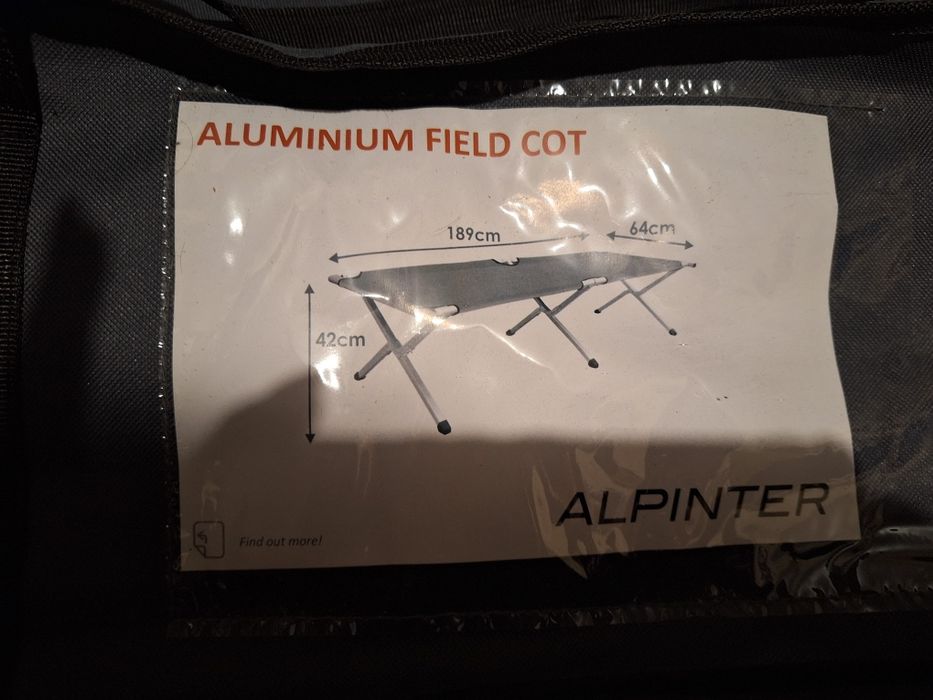 ALUMINIUM FIELD COT
189cm
64cm
42cm
ALPINTER
Find out more!